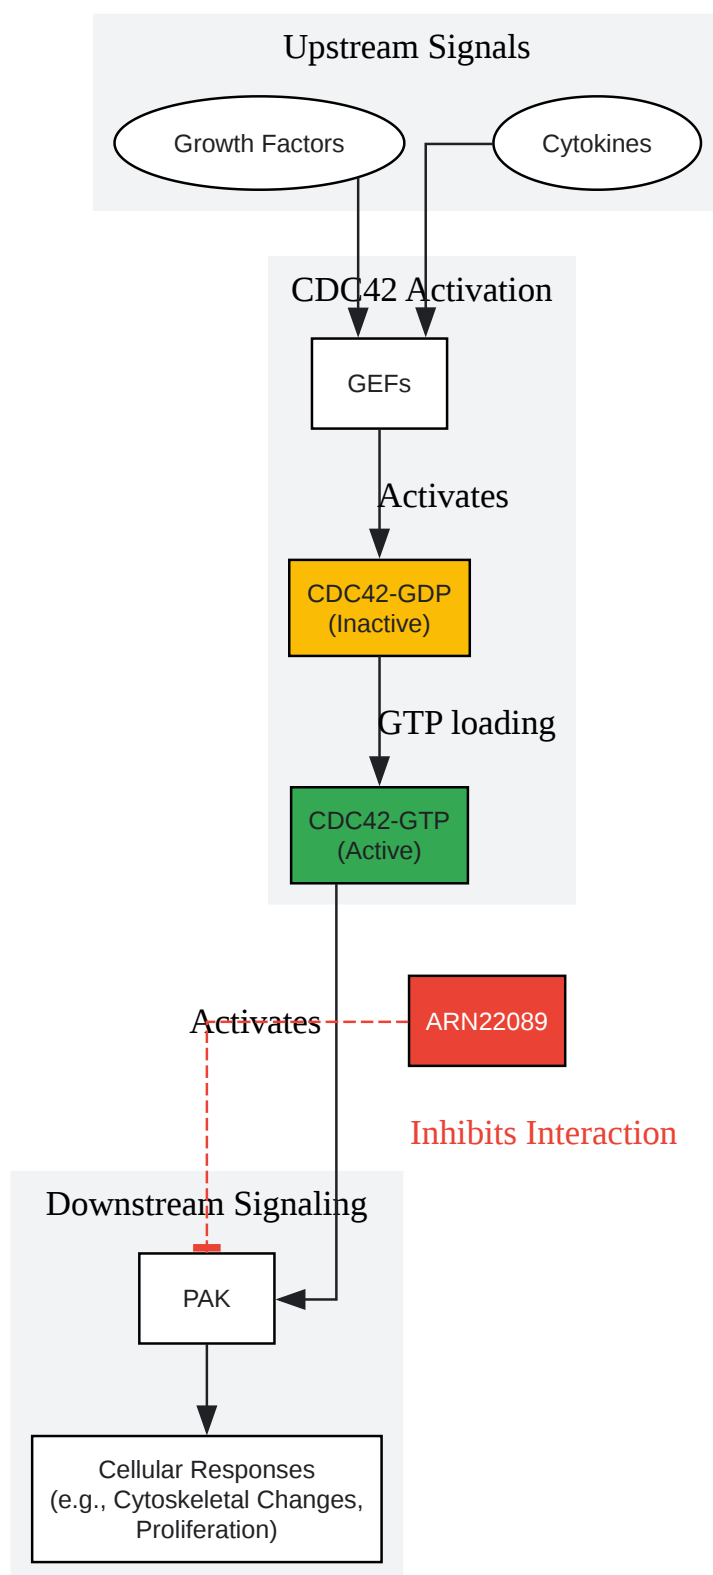 Upstream Signals
Growth Factors
Cytokines
CDC42 Activation
GEFs
Activates
CDC42-GDP
(Inactive)
GTP loading
CDC42-GTP
(Active)
Activates
ARN22089
Inhibits Interaction
Downstream Signaling
PAK
Cellular Responses
(e.g., Cytoskeletal Changes,
Proliferation)